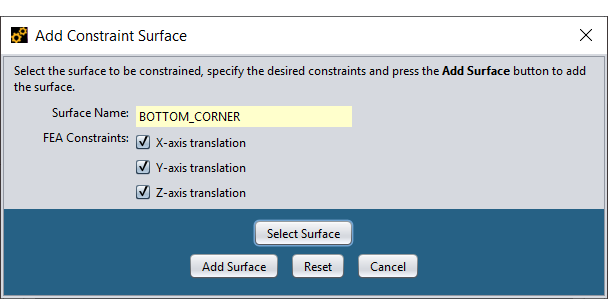 Add Constraint Surface
Select the surface to be constrained, specify the desired constraints and press the Add Surface button to add
the surface.
Surface Name: BOTTOM_CORNER
FEA Constraints: X-axis translation
Y-axis translation
Z-axis translation
Select Surface
Add Surface Reset Cancel